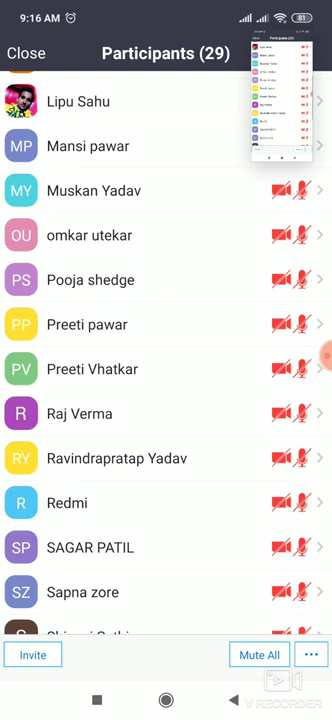 9:16 AM
81
Close
Participants (29)
Lipu Sahu
MP Mansi pawar
MY Muskan Yadav
OU omkar utekar
PS Pooja shedge
PP Preeti pawar
PV Preeti Vhatkar
R Raj Verma
RY Ravindrapratap Yadav
R Redmi
SP SAGAR PATIL
SZ Sapna zore
Invite
Mute All
V RECORDER